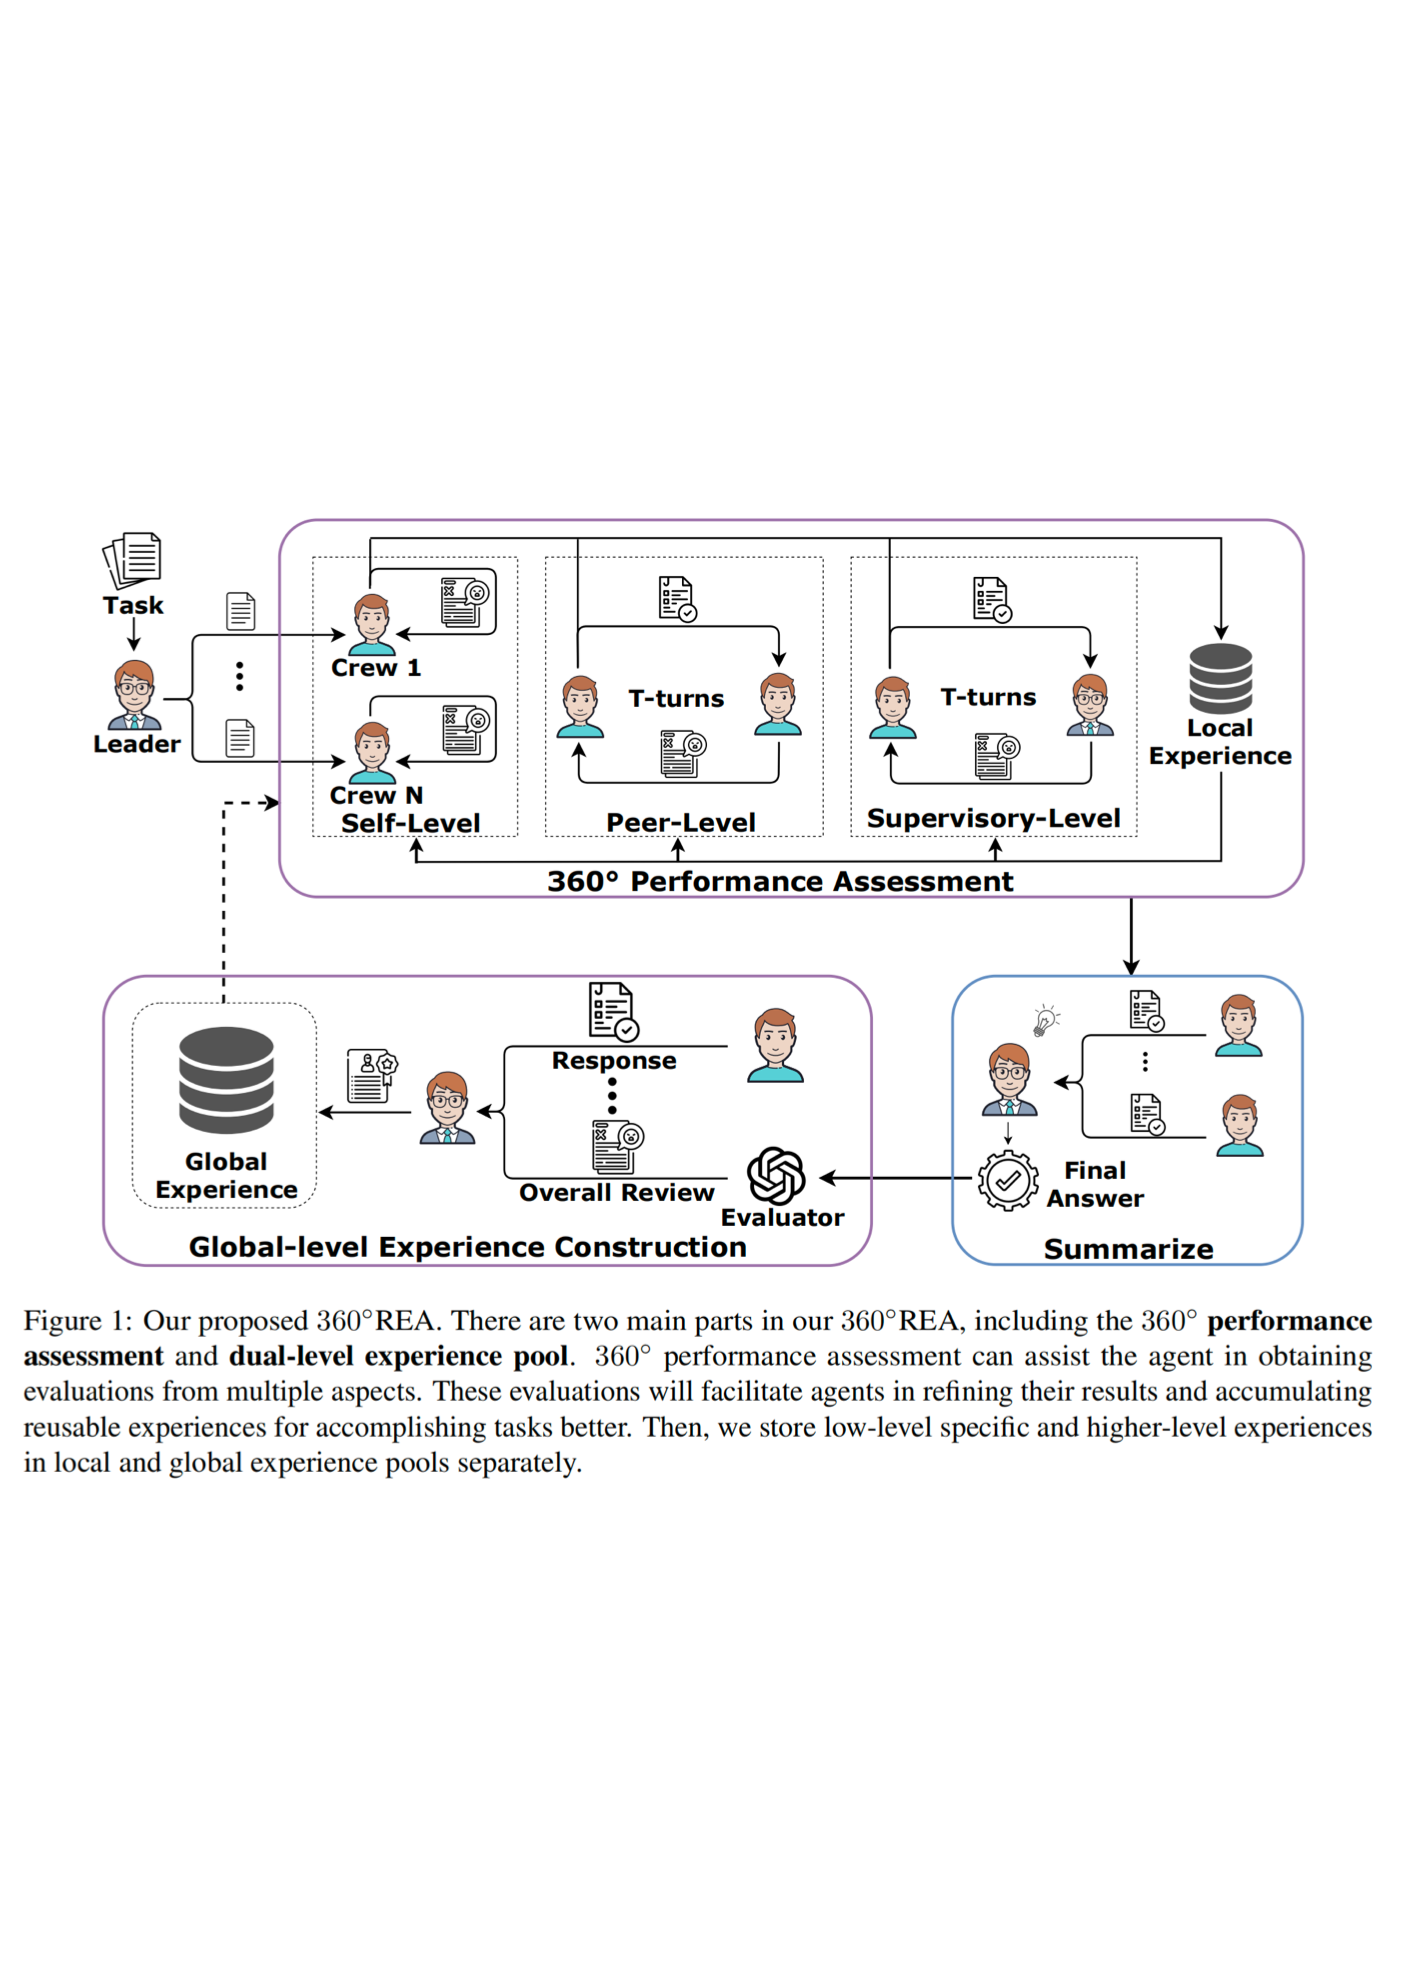 Task
Leader
Crew 1
Crew N
Self-Level
T-turns
Peer-Level
T-turns
Supervisory-Level
Local
Experience
360° Performance Assessment
Global
Experience
Response
Overall Review
Evaluator
Global-level Experience Construction
Final
Answer
Summarize
Figure 1: Our proposed 360°REA. There are two main parts in our 360°REA, including the 360° performance
assessment and dual-level experience pool. 360° performance assessment can assist the agent in obtaining
evaluations from multiple aspects. These evaluations will facilitate agents in refining their results and accumulating
reusable experiences for accomplishing tasks better. Then, we store low-level specific and higher-level experiences
in local and global experience pools separately.